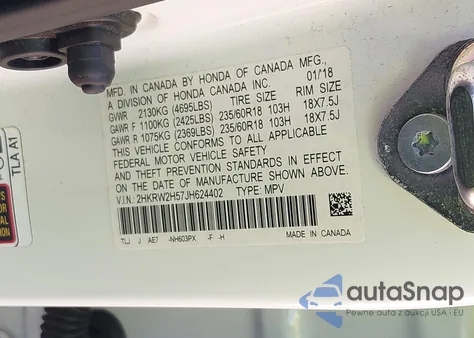 MFD. IN CANADA BY HONDA OF CANADA MFG.,
A DIVISION OF HONDA CANADA INC. 01/18
GVWR 2130KG (4695LBS) TIRE SIZE RIM SIZE
GAWR F 1100KG (2425LBS) 235/60R18 103H 18X7.5J
GAWR R 1075KG (2369LBS) 235/60R18 103H 18X7.5J
THIS VEHICLE CONFORMS TO ALL APPLICABLE
FEDERAL MOTOR VEHICLE SAFETY
AND THEFT PREVENTION STANDARDS IN EFFECT
ON THE DATE OF MANUFACTURE SHOWN ABOVE.
V.I.N.: 2HKRW2H57JH624402 TYPE: MPV
TLJ J AE7 -NH603PX -F -H MADE IN CANADA
TLA A1
autoSnap
Pewne auta z aukcji USA i EU